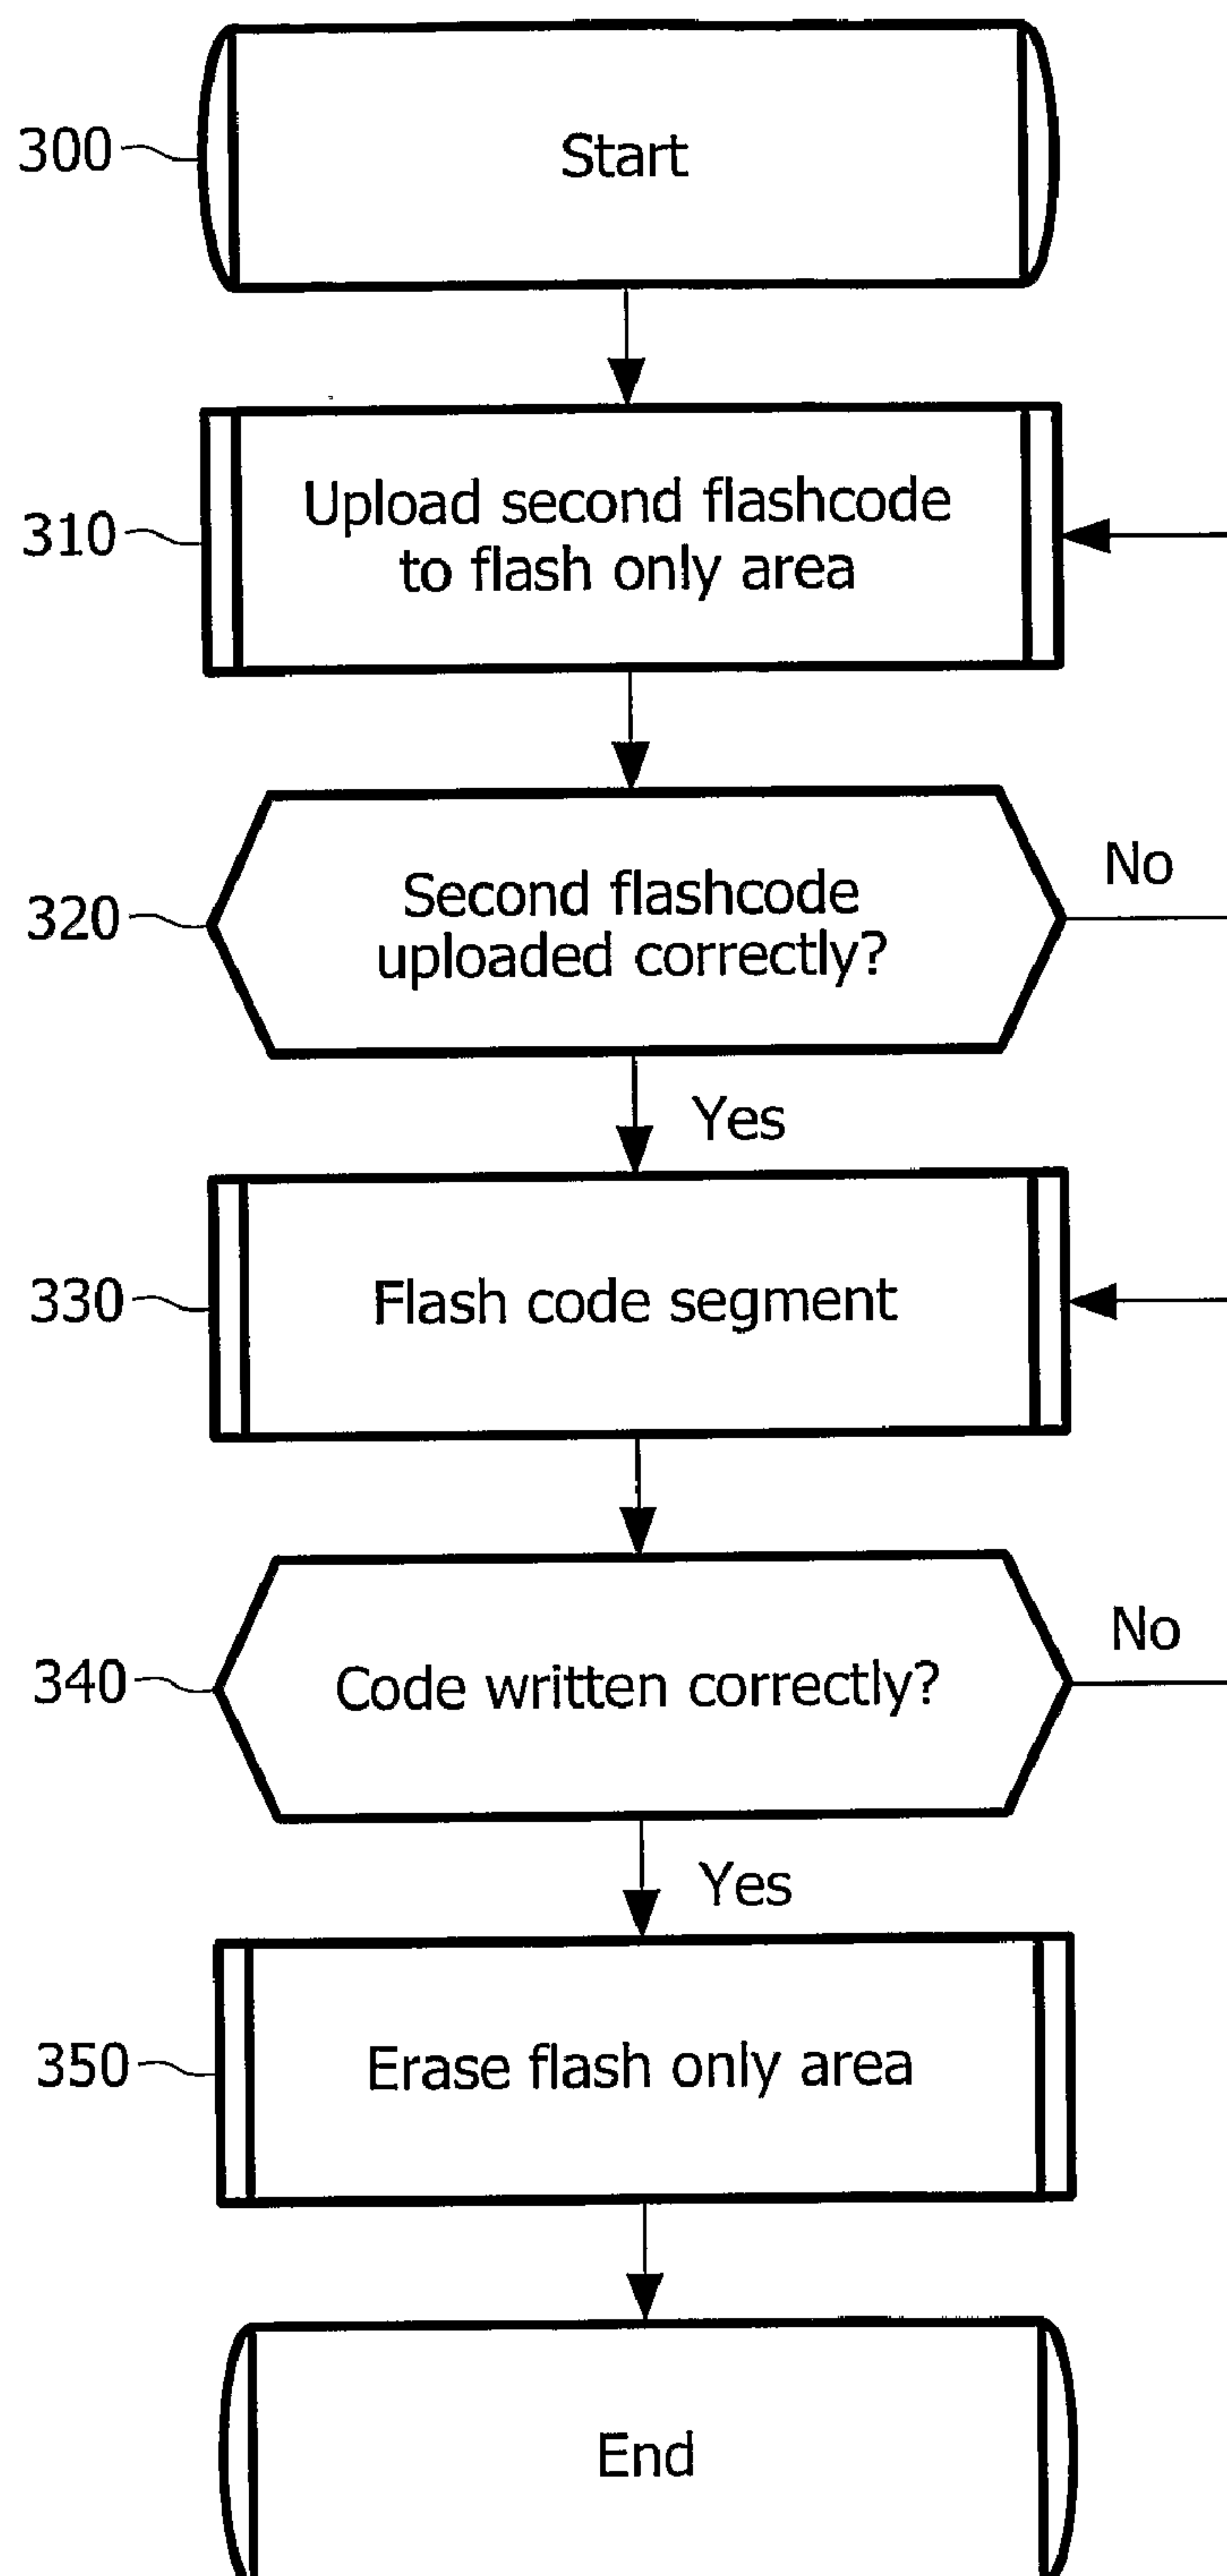 300
Start
310
Upload second flashcode
to flash only area
320
Second flashcode
uploaded correctly?
No
Yes
330
Flash code segment
340
Code written correctly?
No
Yes
350
Erase flash only area
End